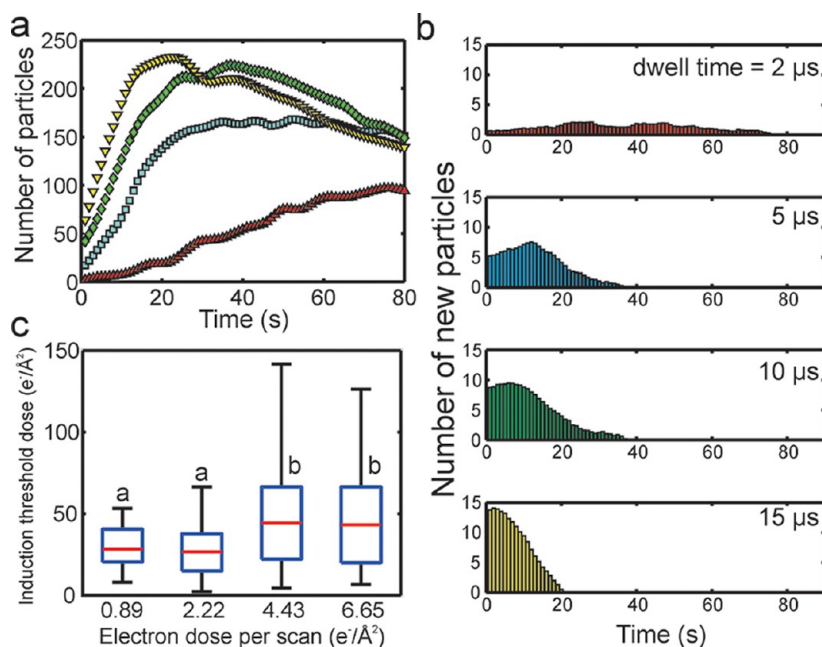 a
Number of particles
250
200
150
100
50
0
0 20 40 60 80
Time (s)
b
Number of new particles
15
10
5
0
dwell time = 2 µs
0 20 40 60 80
15
10
5
0
5 µs
0 20 40 60 80
15
10
5
0
10 µs
0 20 40 60 80
15
10
5
0
15 µs
0 20 40 60 80
Time (s)
c
Induction threshold dose (e⁻/Å²)
150
100
50
0
a a b b
0.89 2.22 4.43 6.65
Electron dose per scan (e⁻/Å²)